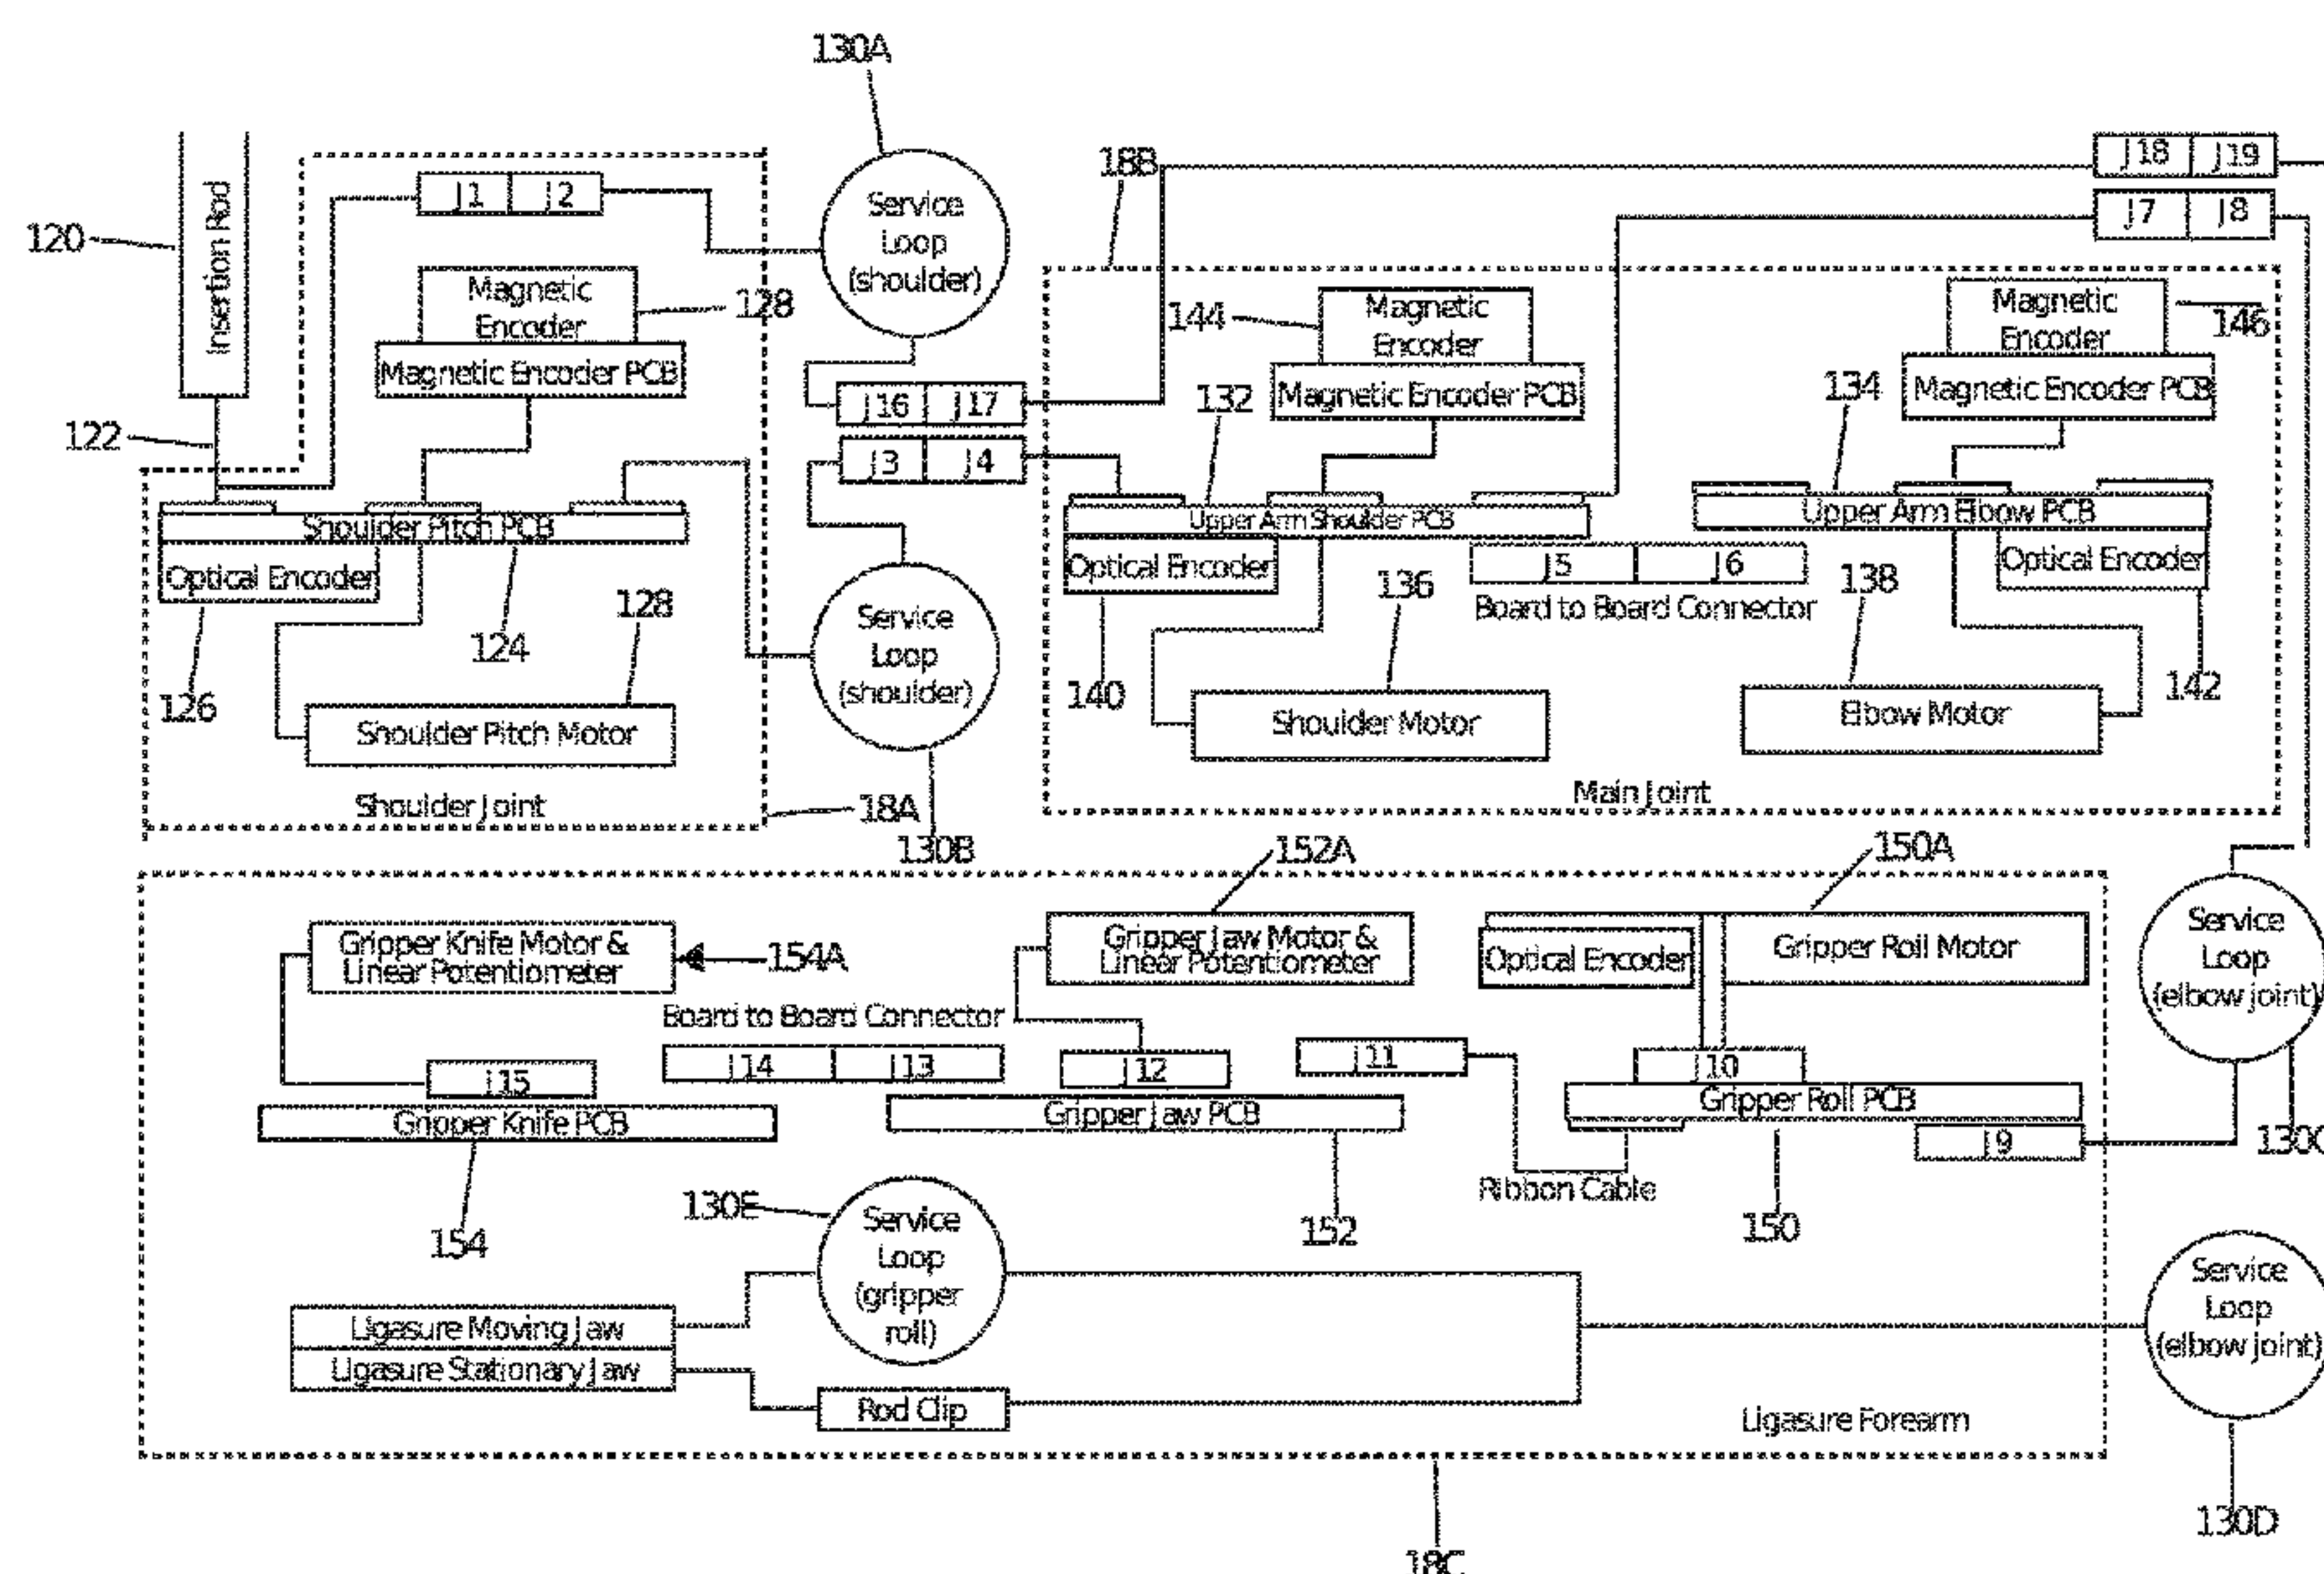 130A
120
Insertion Rod
J1 J2
Service
Loop
(shoulder)
18B
J18 J19
J7 J8
Magnetic
Encoder
128
Magnetic Encoder PCB
122
J16 J17
J3 J4
144
Magnetic
Encoder
Magnetic Encoder PCB
132
134
Magnetic
Encoder
146
Magnetic Encoder PCB
Shoulder Pitch PCB
Optical Encoder
126
124
128
Shoulder Pitch Motor
Shoulder Joint
18A
Service
Loop
(shoulder)
130B
Upper Arm Shoulder PCB
Optical Encoder
140
136
Shoulder Motor
J5 J6
Board to Board Connector
Upper Arm Elbow PCB
Optical Encoder
138
142
Elbow Motor
Main Joint
152A
150A
Gripper Knife Motor &
Linear Potentiometer
154A
Board to Board Connector
J14 J13
J15
Gripper Knife PCB
154
Gripper Jaw Motor &
Linear Potentiometer
J12
J11
Gripper Jaw PCB
152
Optical Encoder
Gripper Roll Motor
J10
Gripper Roll PCB
J9
Ribbon Cable
150
Service
Loop
(elbow joint)
130C
130E
Service
Loop
(gripper
roll)
Ligasure Moving Jaw
Ligasure Stationary Jaw
Rod Clip
Ligasure Forearm
Service
Loop
(elbow joint)
130D
18C